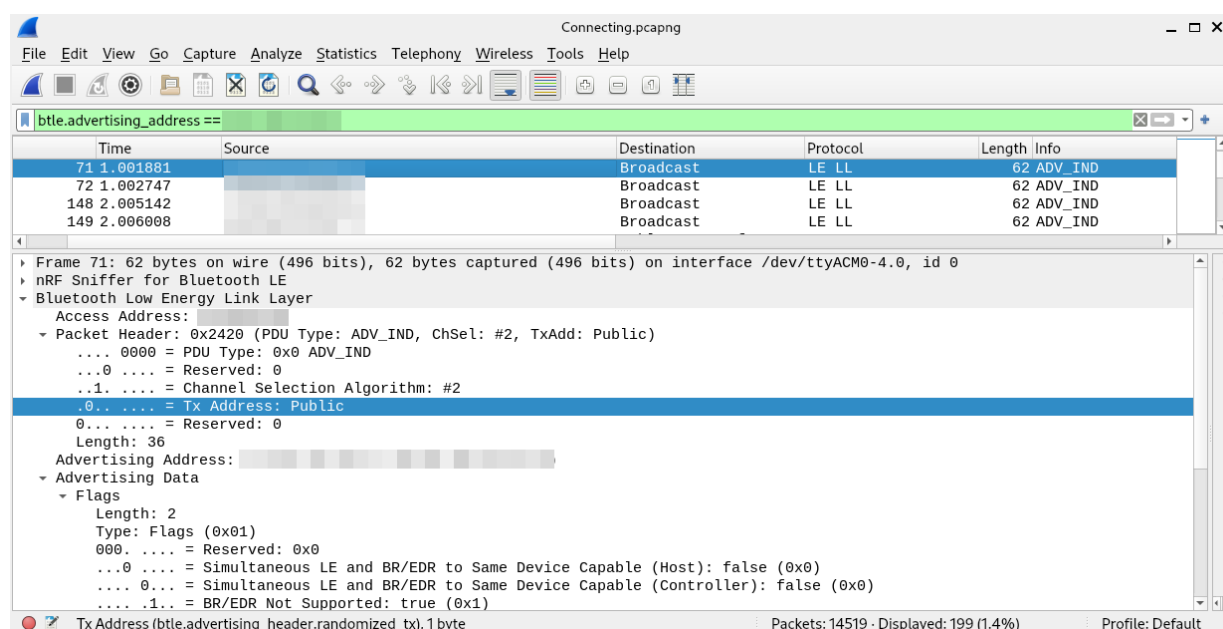 Connecting.pcapng
File Edit View Go Capture Analyze Statistics Telephony Wireless Tools Help
btle.advertising_address ==
Time Source Destination Protocol Length Info
71 1.001881 Broadcast LE LL 62 ADV_IND
72 1.002747 Broadcast LE LL 62 ADV_IND
148 2.005142 Broadcast LE LL 62 ADV_IND
149 2.006008 Broadcast LE LL 62 ADV_IND
Frame 71: 62 bytes on wire (496 bits), 62 bytes captured (496 bits) on interface /dev/ttyACM0-4.0, id 0
nRF Sniffer for Bluetooth LE
Bluetooth Low Energy Link Layer
Access Address:
Packet Header: 0x2420 (PDU Type: ADV_IND, ChSel: #2, TxAdd: Public)
.... 0000 = PDU Type: 0x0 ADV_IND
...0 .... = Reserved: 0
..1. .... = Channel Selection Algorithm: #2
.0.. .... = Tx Address: Public
0... .... = Reserved: 0
Length: 36
Advertising Address:
Advertising Data
Flags
Length: 2
Type: Flags (0x01)
000. .... = Reserved: 0x0
...0 .... = Simultaneous LE and BR/EDR to Same Device Capable (Host): false (0x0)
.... 0... = Simultaneous LE and BR/EDR to Same Device Capable (Controller): false (0x0)
.... .1.. = BR/EDR Not Supported: true (0x1)
Tx Address (btle.advertising_header.randomized_tx), 1 byte Packets: 14519 · Displayed: 199 (1.4%) Profile: Default